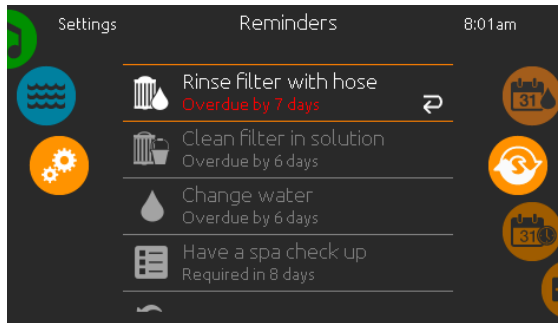 Settings
Reminders
8:01am
Rinse filter with hose
Overdue by 7 days
Clean filter in solution
Overdue by 6 days
Change water
Overdue by 6 days
Have a spa check up
Required in 8 days
31
31